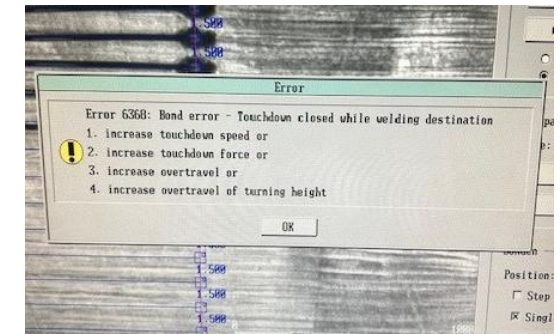 1.500
1.500
Error
Error 6368: Bond error - Touchdown closed while welding destination
1. increase touchdown speed or
2. increase touchdown force or
3. increase overtravel or
4. increase overtravel of turning height
OK
1.500
1.500
1.500
Position:
Step
Singl